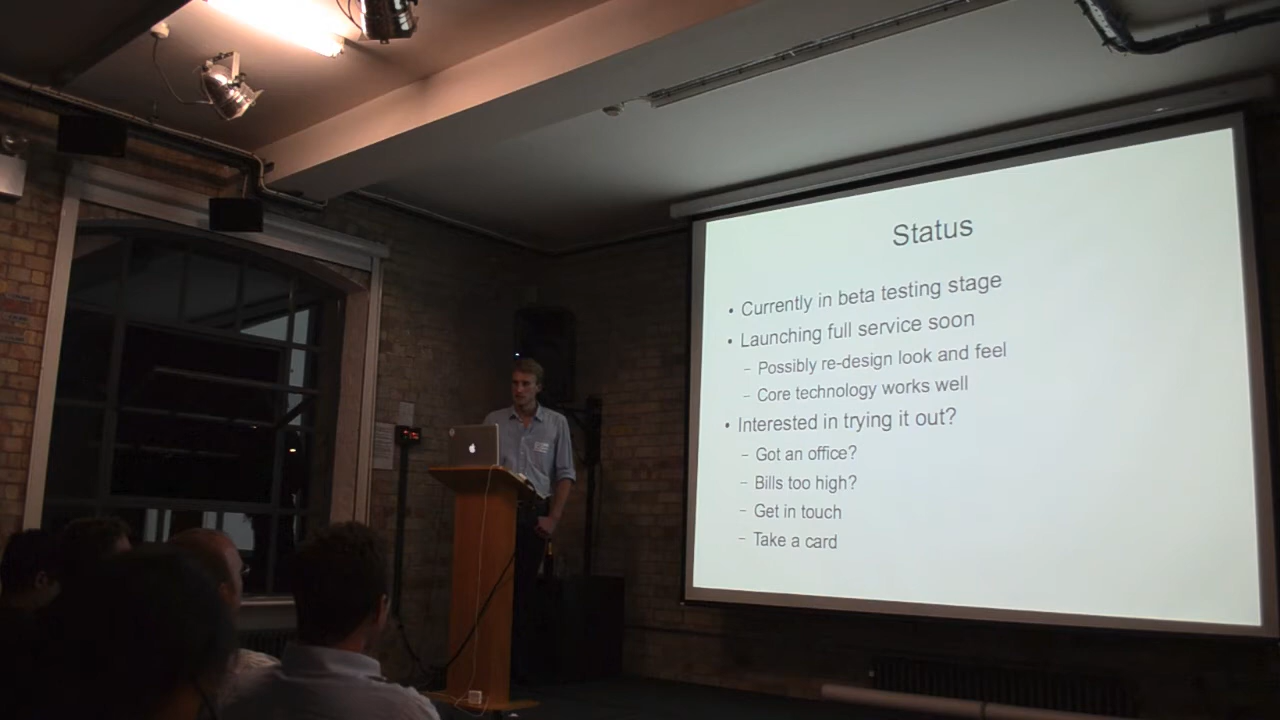 Status
• Currently in beta testing stage
• Launching full service soon
– Possibly re-design look and feel
– Core technology works well
• Interested in trying it out?
– Got an office?
– Bills too high?
– Get in touch
– Take a card